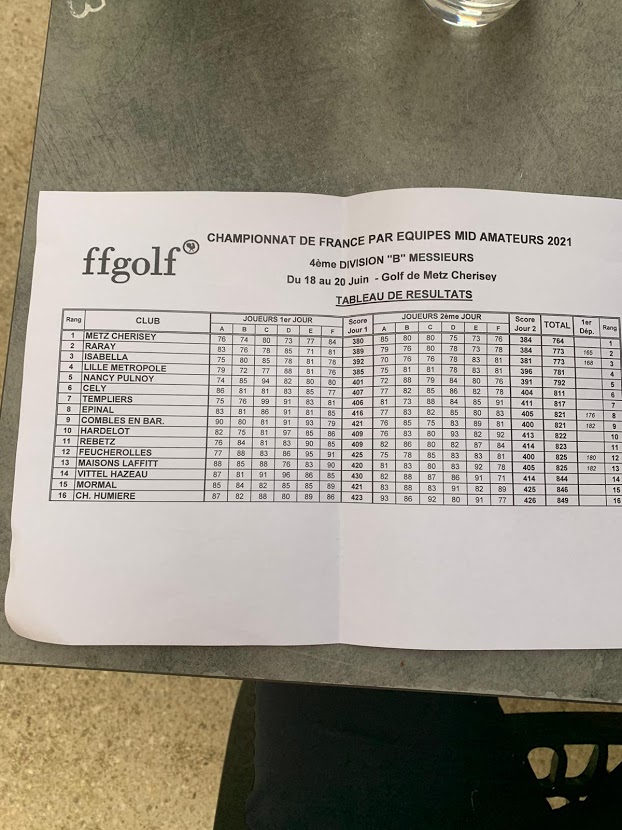 3
ffgolf
CHAMPIONNAT DE FRANCE PAR EQUIPES MID AMATEURS 2021
4ème DIVISION "B" MESSIEURS
Du 18 au 20 Juin - Golf de Metz Cherisey
TABLEAU DE RESULTATS
Rang CLUB JOUEURS 1er JOUR Score Jour 1 JOUEURS 2ème JOUR Score Jour 2 TOTAL 1er Dép. Rang
A B C D E F A B C D E F
1 METZ CHERISEY 76 74 80 73 77 84 380 85 80 80 75 73 76 384 764 1
2 RARAY 83 76 78 85 71 81 389 79 76 80 78 73 78 384 773 165 2
3 ISABELLA 75 80 85 78 81 76 392 70 76 76 78 83 81 381 773 168 3
4 LILLE METROPOLE 79 72 77 88 81 76 385 75 81 81 78 83 81 396 781 4
5 NANCY PULNOY 74 85 94 82 80 80 401 72 88 79 84 80 76 391 792 5
6 CELY 86 81 81 83 85 77 407 77 82 85 86 82 78 404 811 6
7 TEMPLIERS 75 76 99 91 83 81 406 81 73 88 84 85 91 411 817 7
8 EPINAL 83 81 86 91 81 85 416 77 83 82 85 80 83 405 821 176 8
9 COMBLES EN BAR. 90 80 81 91 93 79 421 76 85 75 83 89 81 400 821 182 9
10 HARDELOT 82 75 81 97 85 86 409 76 83 80 93 82 92 413 822 10
11 REBETZ 76 84 81 83 90 85 409 82 86 80 82 87 84 414 823 11
12 FEUCHEROLLES 77 88 83 86 95 91 425 75 78 85 83 83 81 400 825 180 12
13 MAISONS LAFFITT 88 85 88 76 83 90 420 81 83 80 83 92 78 405 825 182 13
14 VITTEL HAZEAU 87 81 91 96 86 85 430 82 88 87 86 91 71 414 844 14
15 MORMAL 85 84 82 85 85 89 421 83 88 83 91 82 89 425 846 15
16 CH. HUMIERE 87 82 88 80 89 86 423 93 86 92 80 91 77 426 849 16